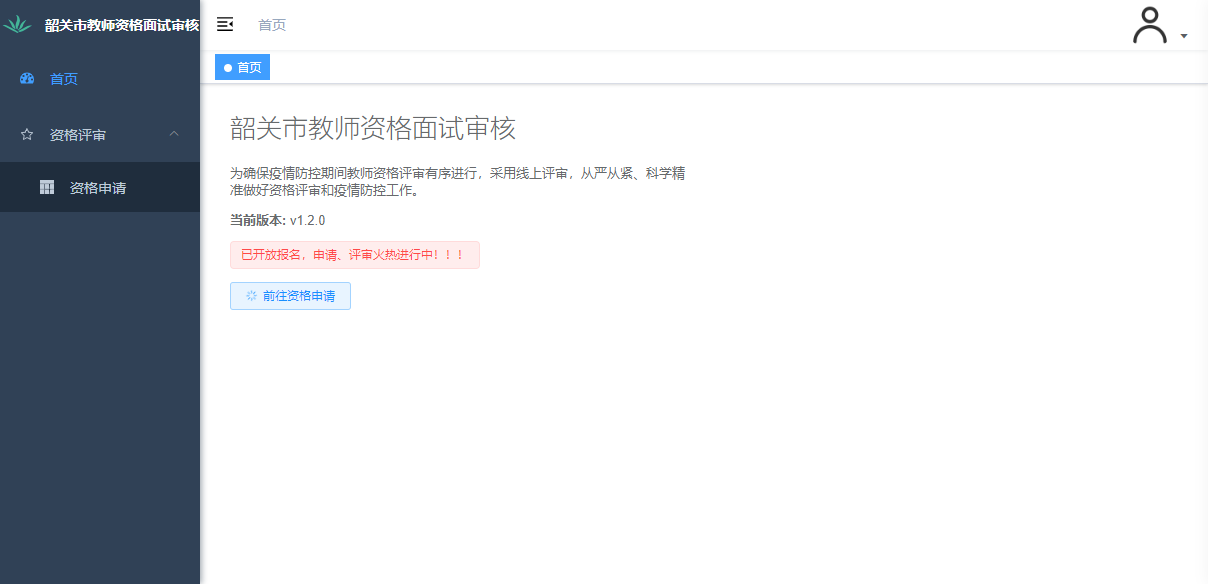 韶关市教师资格面试审核
首页
首页
首页
资格评审
资格申请
韶关市教师资格面试审核
为确保疫情防控期间教师资格评审有序进行，采用线上评审，从严从紧、科学精
准做好资格评审和疫情防控工作。
当前版本: v1.2.0
已开放报名，申请、评审火热进行中！！！
前往资格申请